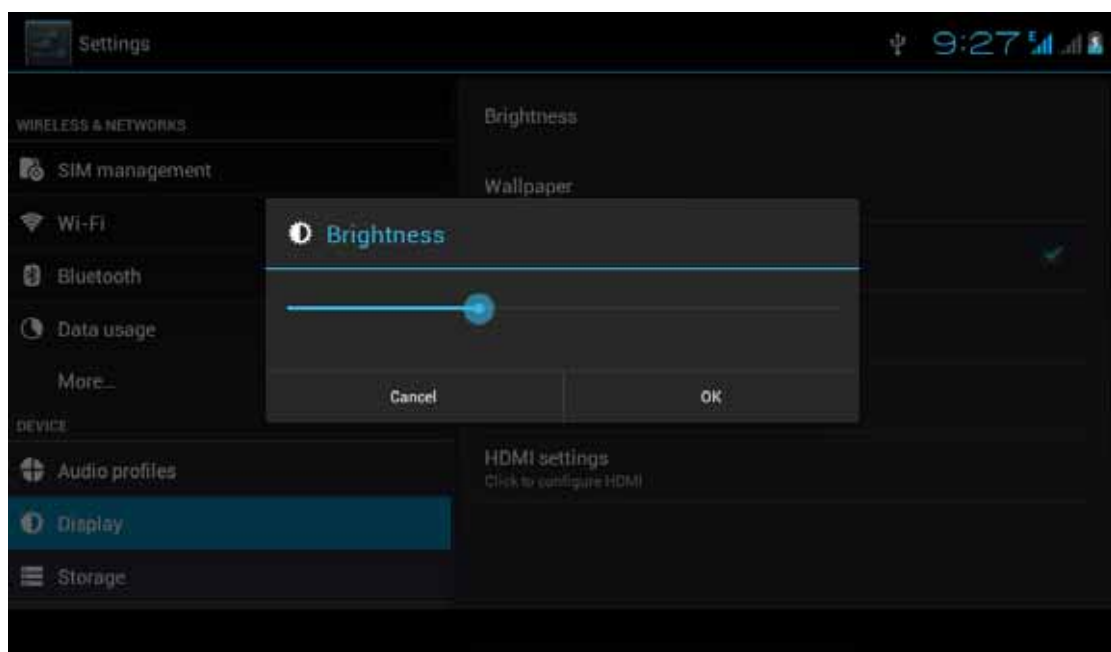 Settings
9:27
E
WIRELESS & NETWORKS
SIM management
Wi-Fi
Bluetooth
Data usage
More...
DEVICE
Audio profiles
Display
Storage
Brightness
Wallpaper
HDMI settings
Click to configure HDMI
Brightness
Cancel
OK